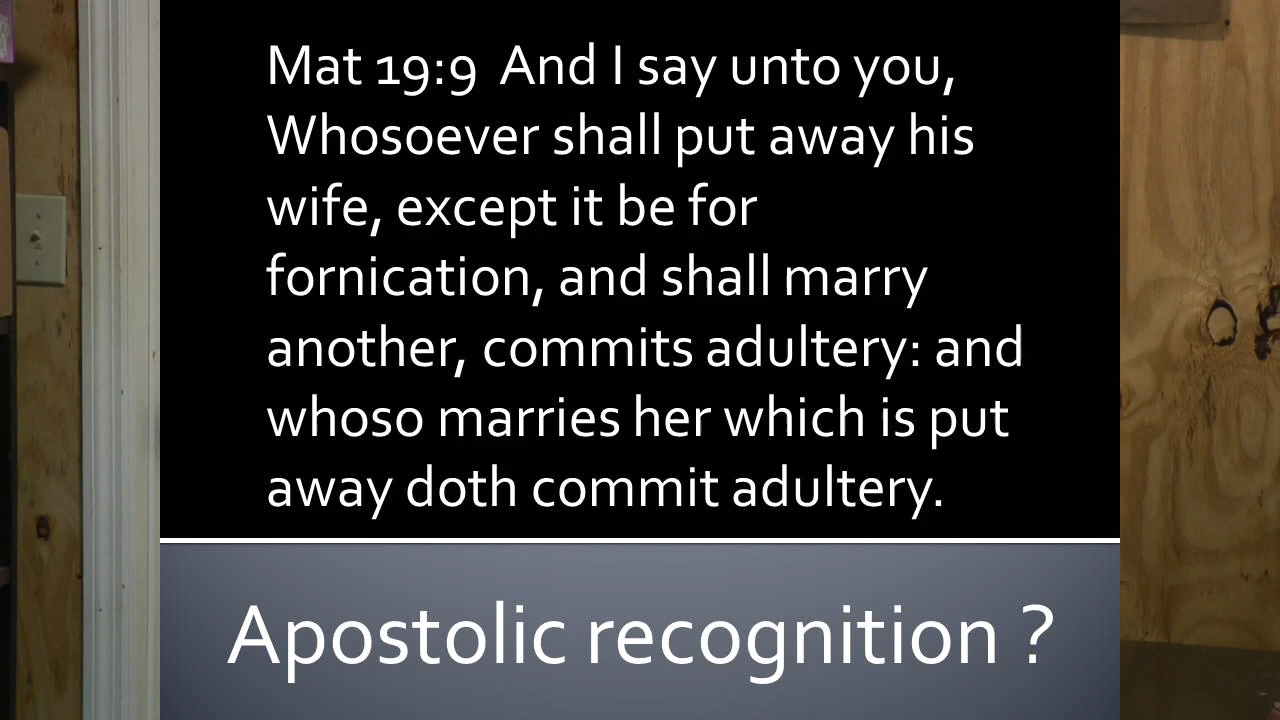 Mat 19:9  And I say unto you,
Whosoever shall put away his
wife, except it be for
fornication, and shall marry
another, commits adultery: and
whoso marries her which is put
away doth commit adultery.
Apostolic recognition ?